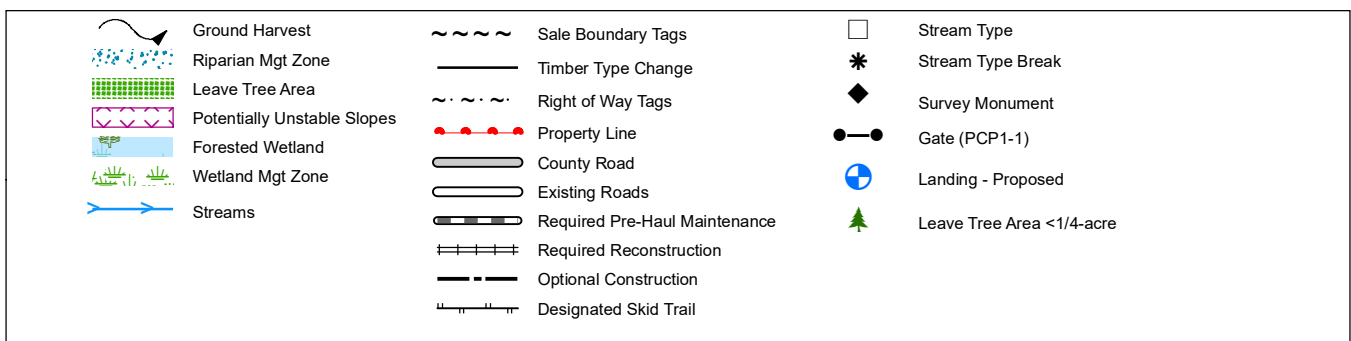 Ground Harvest
Riparian Mgt Zone
Leave Tree Area
Potentially Unstable Slopes
Forested Wetland
Wetland Mgt Zone
Streams
Sale Boundary Tags
Timber Type Change
Right of Way Tags
Property Line
County Road
Existing Roads
Required Pre-Haul Maintenance
Required Reconstruction
Optional Construction
Designated Skid Trail
Stream Type
Stream Type Break
Survey Monument
Gate (PCP1-1)
Landing - Proposed
Leave Tree Area <1/4-acre